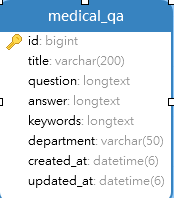 medical_qa
id: bigint
title: varchar(200)
question: longtext
answer: longtext
keywords: longtext
department: varchar(50)
created_at: datetime(6)
updated_at: datetime(6)